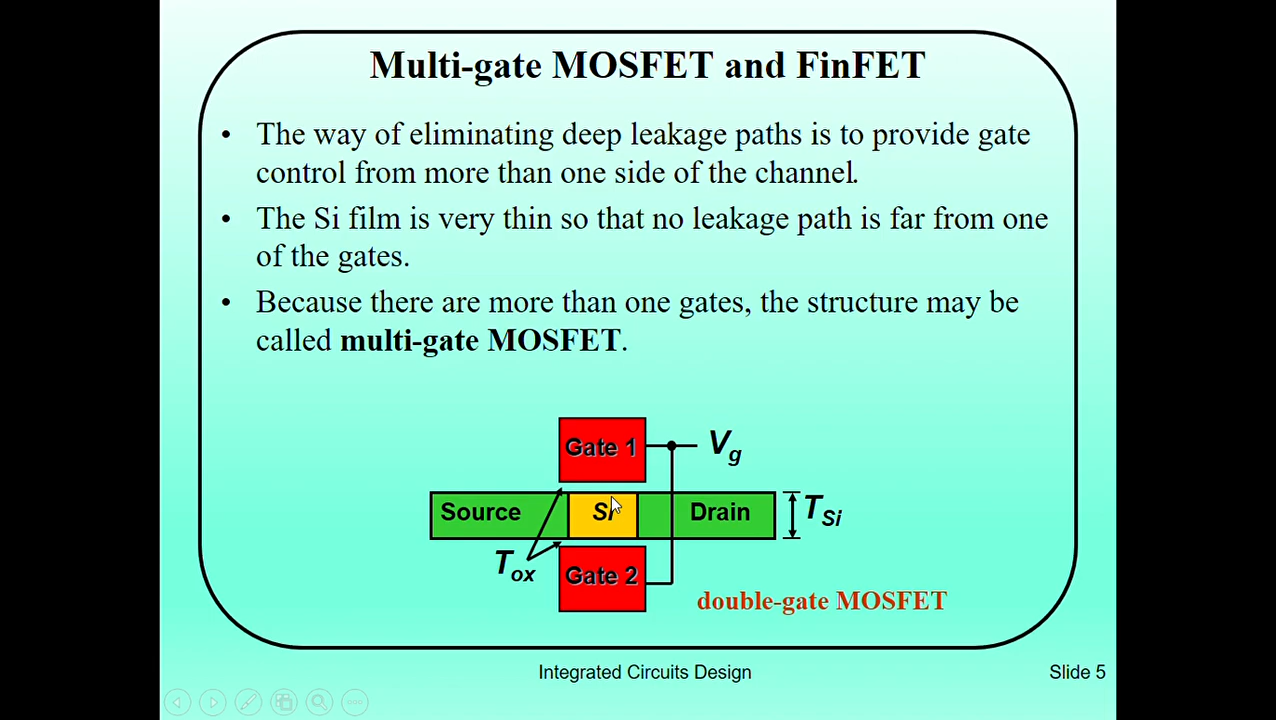 Multi-gate MOSFET and FinFET
• The way of eliminating deep leakage paths is to provide gate
control from more than one side of the channel.
• The Si film is very thin so that no leakage path is far from one
of the gates.
• Because there are more than one gates, the structure may be
called multi-gate MOSFET.
Gate 1
Vg
Source
Si
Drain
TSi
Tox
Gate 2
double-gate MOSFET
Integrated Circuits Design
Slide 5